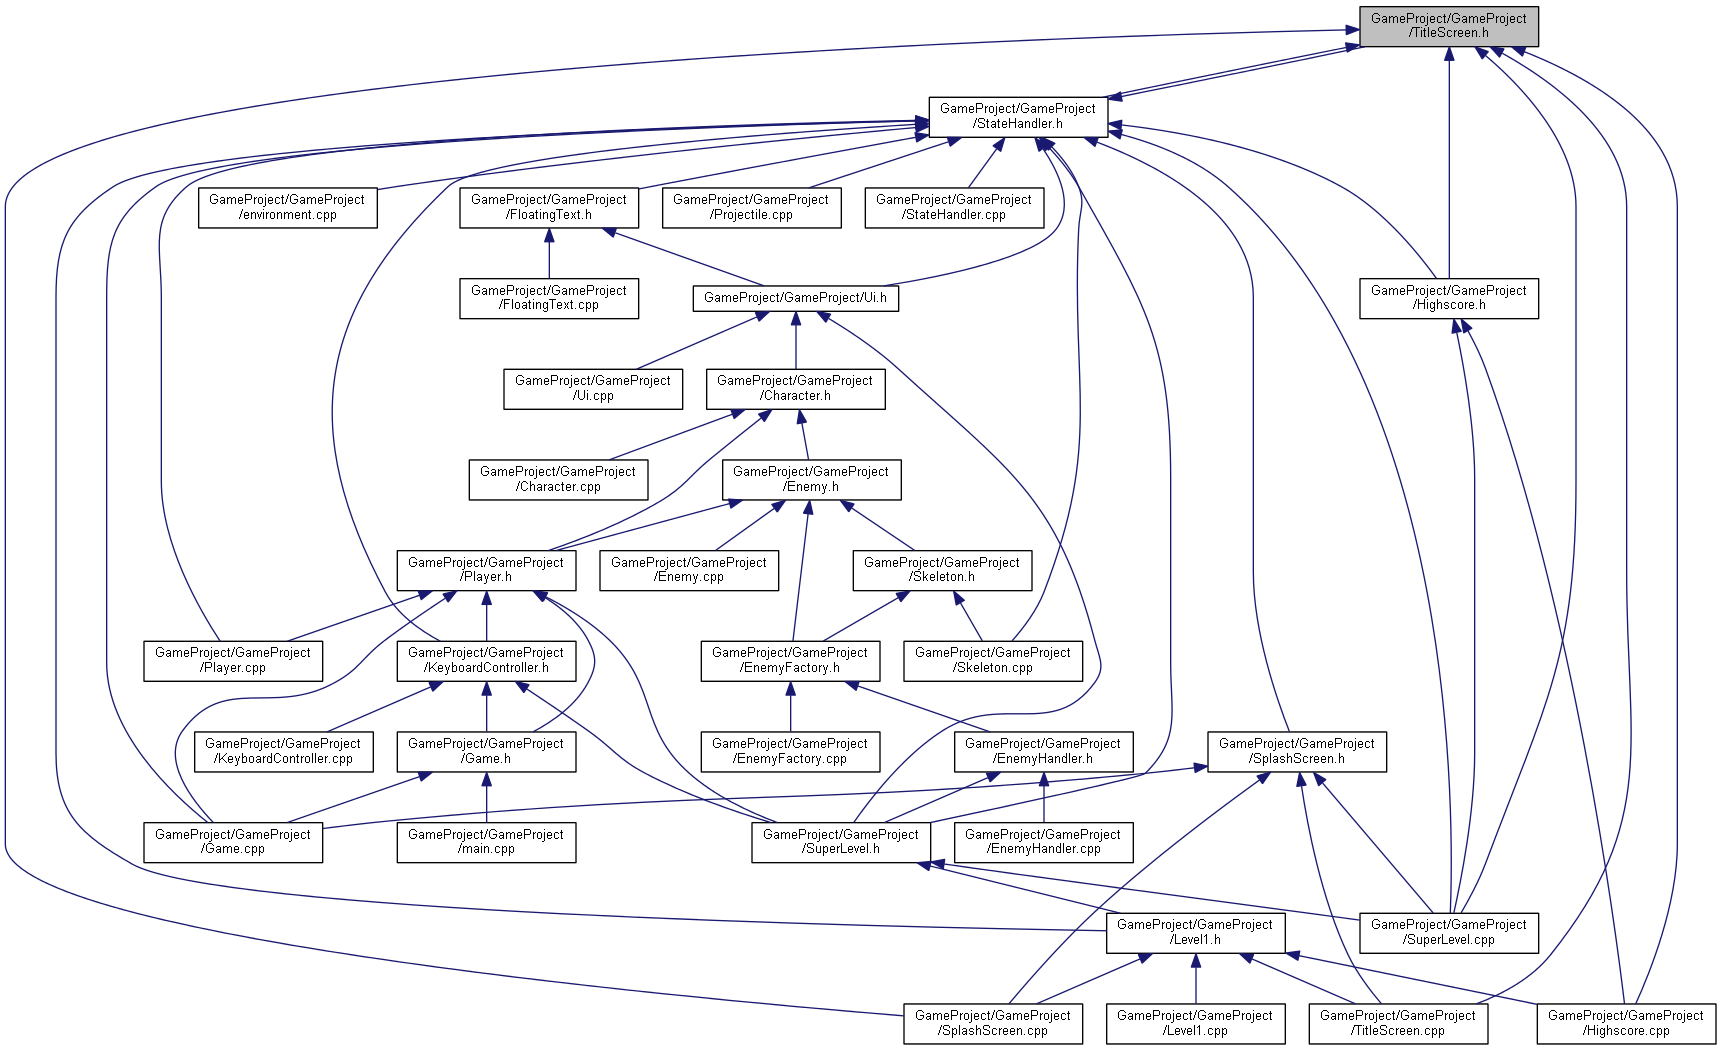 GameProject/GameProject
/TitleScreen.h
GameProject/GameProject
/StateHandler.h
GameProject/GameProject
/environment.cpp
GameProject/GameProject
/FloatingText.h
GameProject/GameProject
/Projectile.cpp
GameProject/GameProject
/StateHandler.cpp
GameProject/GameProject
/FloatingText.cpp
GameProject/GameProject/Ui.h
GameProject/GameProject
/Highscore.h
GameProject/GameProject
/Ui.cpp
GameProject/GameProject
/Character.h
GameProject/GameProject
/Character.cpp
GameProject/GameProject
/Enemy.h
GameProject/GameProject
/Player.h
GameProject/GameProject
/Enemy.cpp
GameProject/GameProject
/Skeleton.h
GameProject/GameProject
/Player.cpp
GameProject/GameProject
/KeyboardController.h
GameProject/GameProject
/EnemyFactory.h
GameProject/GameProject
/Skeleton.cpp
GameProject/GameProject
/KeyboardController.cpp
GameProject/GameProject
/Game.h
GameProject/GameProject
/EnemyFactory.cpp
GameProject/GameProject
/EnemyHandler.h
GameProject/GameProject
/SplashScreen.h
GameProject/GameProject
/Game.cpp
GameProject/GameProject
/main.cpp
GameProject/GameProject
/SuperLevel.h
GameProject/GameProject
/EnemyHandler.cpp
GameProject/GameProject
/Level1.h
GameProject/GameProject
/SuperLevel.cpp
GameProject/GameProject
/SplashScreen.cpp
GameProject/GameProject
/Level1.cpp
GameProject/GameProject
/TitleScreen.cpp
GameProject/GameProject
/Highscore.cpp